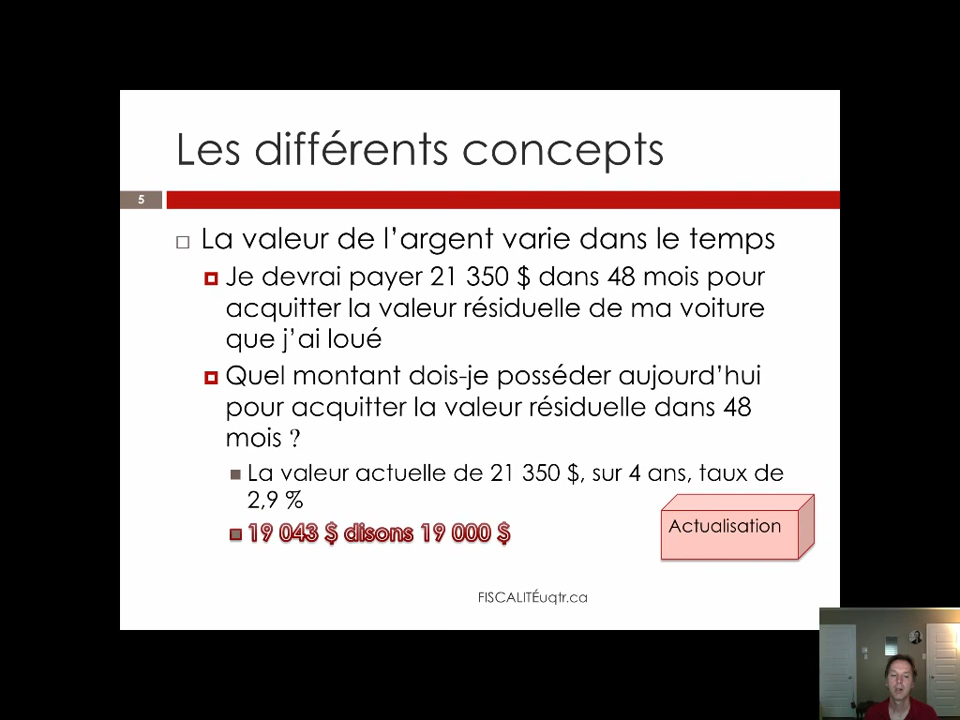 Les différents concepts
5
La valeur de l’argent varie dans le temps
Je devrai payer 21 350 $ dans 48 mois pour
acquitter la valeur résiduelle de ma voiture
que j’ai loué
Quel montant dois-je posséder aujourd’hui
pour acquitter la valeur résiduelle dans 48
mois ?
La valeur actuelle de 21 350 $, sur 4 ans, taux de
2,9 %
19 043 $ disons 19 000 $
Actualisation
FISCALITÉuqtr.ca